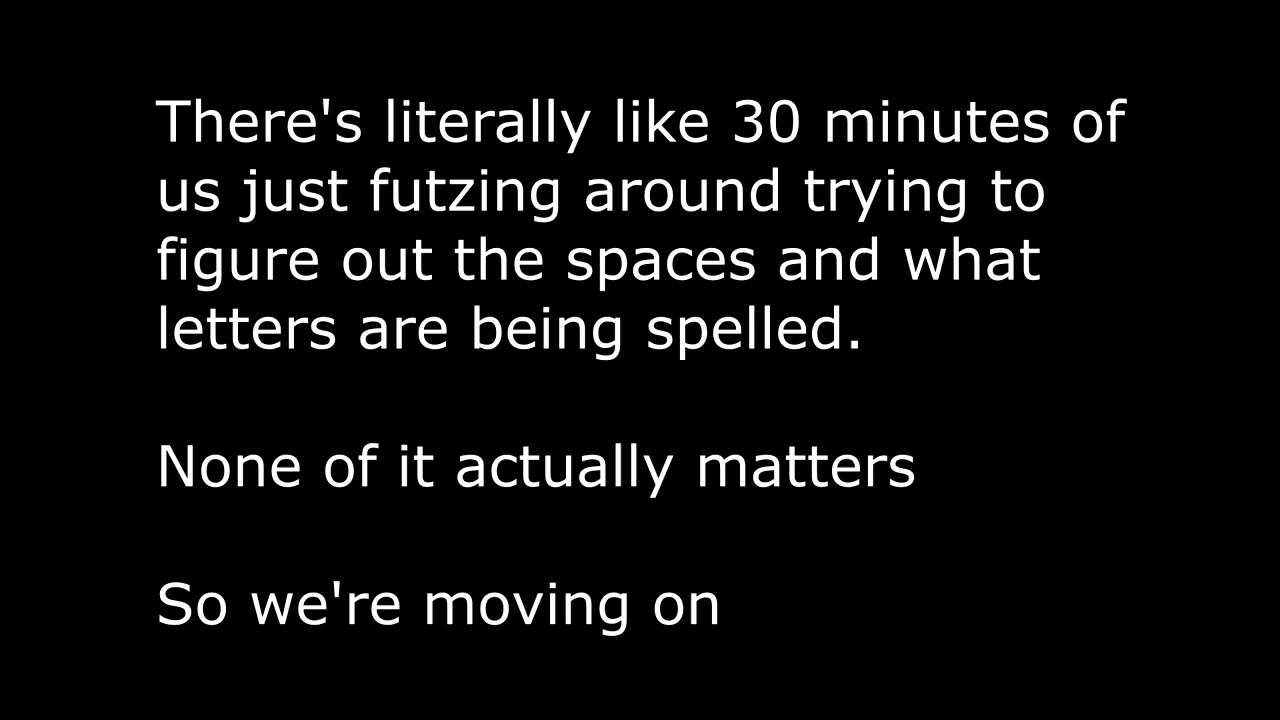 There's literally like 30 minutes of
us just futzing around trying to
figure out the spaces and what
letters are being spelled.
None of it actually matters
So we're moving on